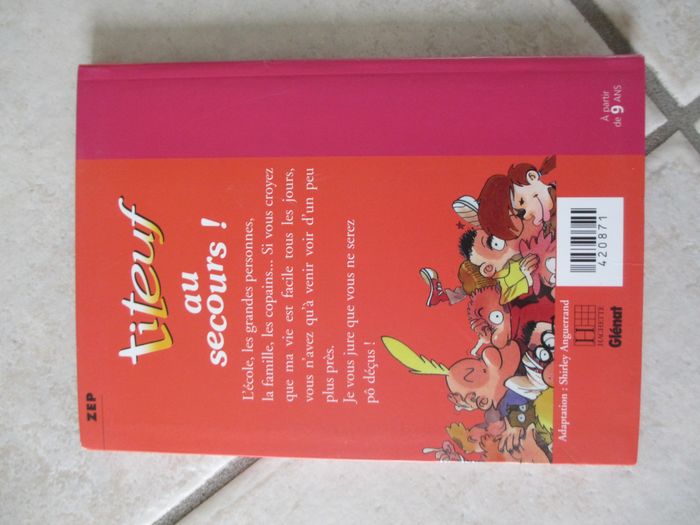 ZEP
titeuf
au
secours !
L'école, les grandes personnes,
la famille, les copains... Si vous croyez
que ma vie est facile tous les jours,
vous n'avez qu'à venir voir d'un peu
plus près.
Je vous jure que vous ne serez
pô déçus !
Adaptation : Shirley Anguerrand
HACHETTE
Glénat
420871
À partir
de 9 ANS